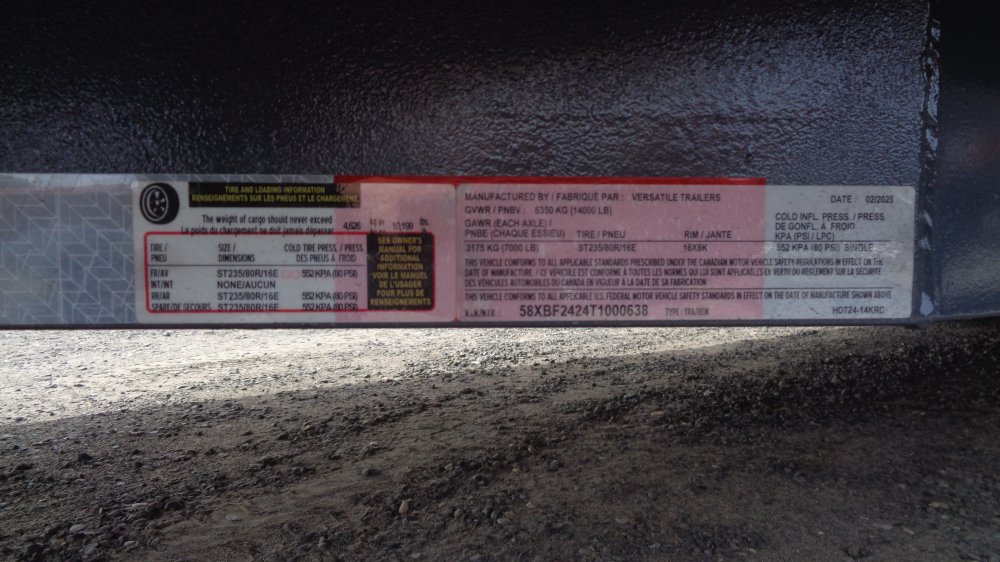 TIRE AND LOADING INFORMATION
RENSEIGNEMENTS SUR LES PNEUS ET LE CHARGEMENT
The weight of cargo should never exceed
Le poids du chargement ne doit jamais dépasser 4,626 kg or 10,199 lbs.
TIRE / SIZE / COLD TIRE PRESS. / PRESS.
PNEU DIMENSIONS DES PNEUS À FROID
FR/AV ST235/80R/16E 552 KPA (80 PSI)
INT/INT NONE/AUCUN
RR/AR ST235/80R/16E 552 KPA (80 PSI)
SPARE/DE SECOURS ST235/80R/16E 552 KPA (80 PSI)
SEE OWNER'S
MANUAL FOR
ADDITIONAL
INFORMATION
VOIR LE MANUEL
DE L'USAGER
POUR PLUS DE
RENSEIGNEMENTS
MANUFACTURED BY / FABRIQUÉ PAR : VERSATILE TRAILERS DATE : 02/2025
GVWR / PNBV : 6350 KG (14000 LB)
GAWR (EACH AXLE) /
PNBE (CHAQUE ESSIEU) TIRE / PNEU RIM / JANTE
COLD INFL. PRESS. / PRESS.
DE GONFL. À FROID
KPA (PSI / LPC)
3175 KG (7000 LB) ST235/80R/16E 16X6K 552 KPA (80 PSI) SINGLE
THIS VEHICLE CONFORMS TO ALL APPLICABLE STANDARDS PRESCRIBED UNDER THE CANADIAN MOTOR VEHICLE SAFETY REGULATIONS IN EFFECT ON THE
DATE OF MANUFACTURE. / CE VÉHICULE EST CONFORME À TOUTES LES NORMES QUI LUI SONT APPLICABLES EN VERTU DU RÈGLEMENT SUR LA SÉCURITÉ
DES VÉHICULES AUTOMOBILES DU CANADA EN VIGUEUR À LA DATE DE SA FABRICATION
THIS VEHICLE CONFORMS TO ALL APPLICABLE U.S. FEDERAL MOTOR VEHICLE SAFETY STANDARDS IN EFFECT ON THE DATE OF MANUFACTURE SHOWN ABOVE
V.I.N./N.I.V. : 58XBF2424T1000638 TYPE : TRA/REM HD724-14KRC